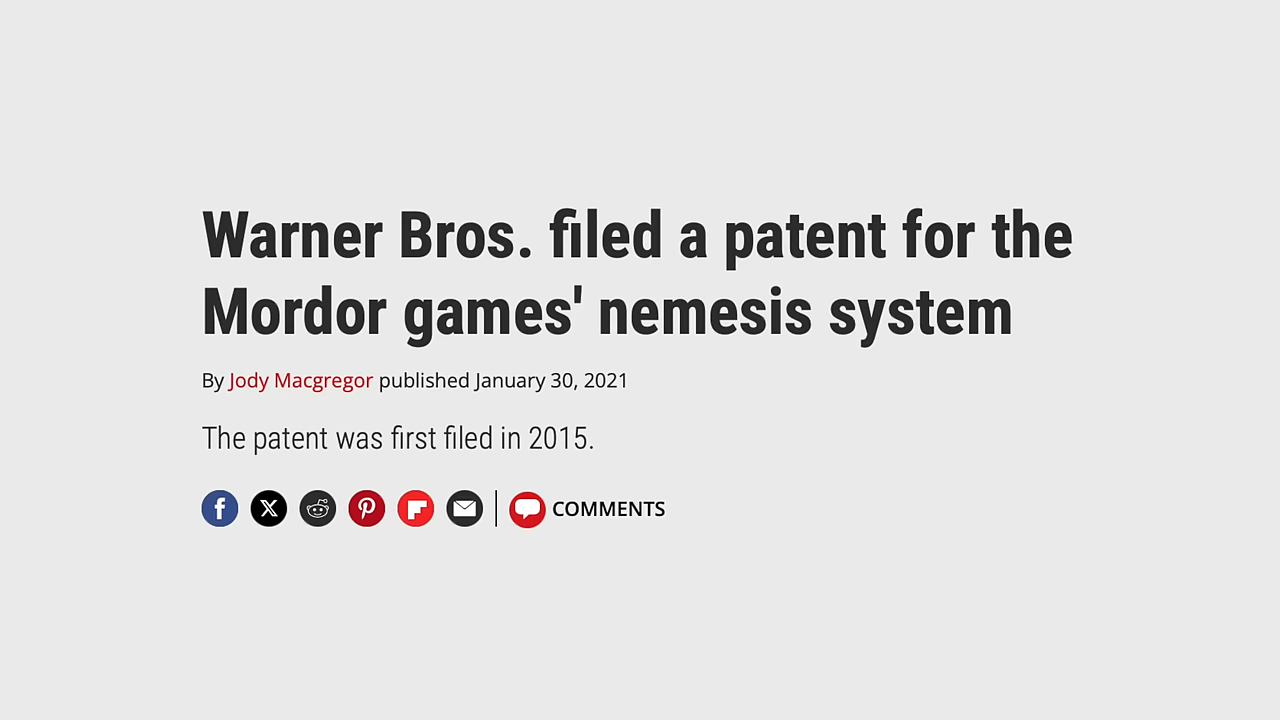 Warner Bros. filed a patent for the
Mordor games' nemesis system
By Jody Macgregor published January 30, 2021
The patent was first filed in 2015.
COMMENTS